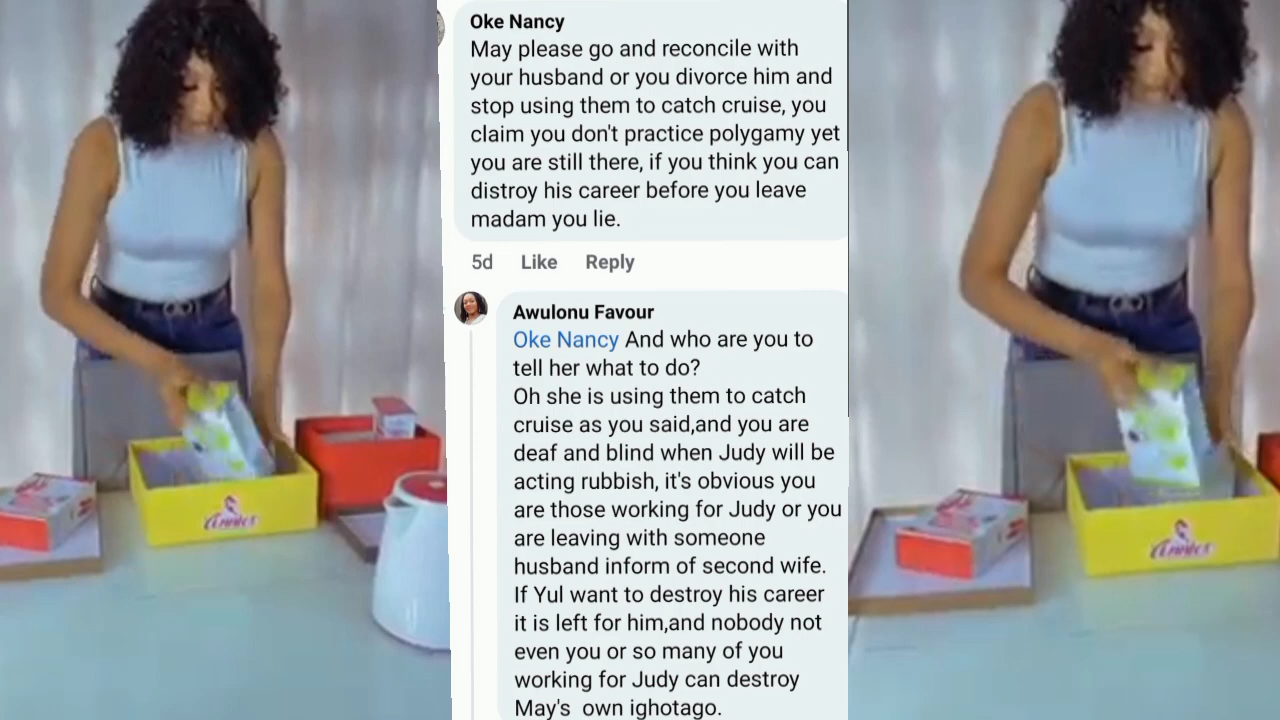 Oke Nancy
May please go and reconcile with
your husband or you divorce him and
stop using them to catch cruise, you
claim you don't practice polygamy yet
you are still there, if you think you can
distroy his career before you leave
madam you lie.
5d Like Reply
Awulonu Favour
Oke Nancy And who are you to
tell her what to do?
Oh she is using them to catch
cruise as you said,and you are
deaf and blind when Judy will be
acting rubbish, it's obvious you
are those working for Judy or you
are leaving with someone
husband inform of second wife.
If Yul want to destroy his career
it is left for him,and nobody not
even you or so many of you
working for Judy can destroy
May's own ighotago.
Annies
Annies